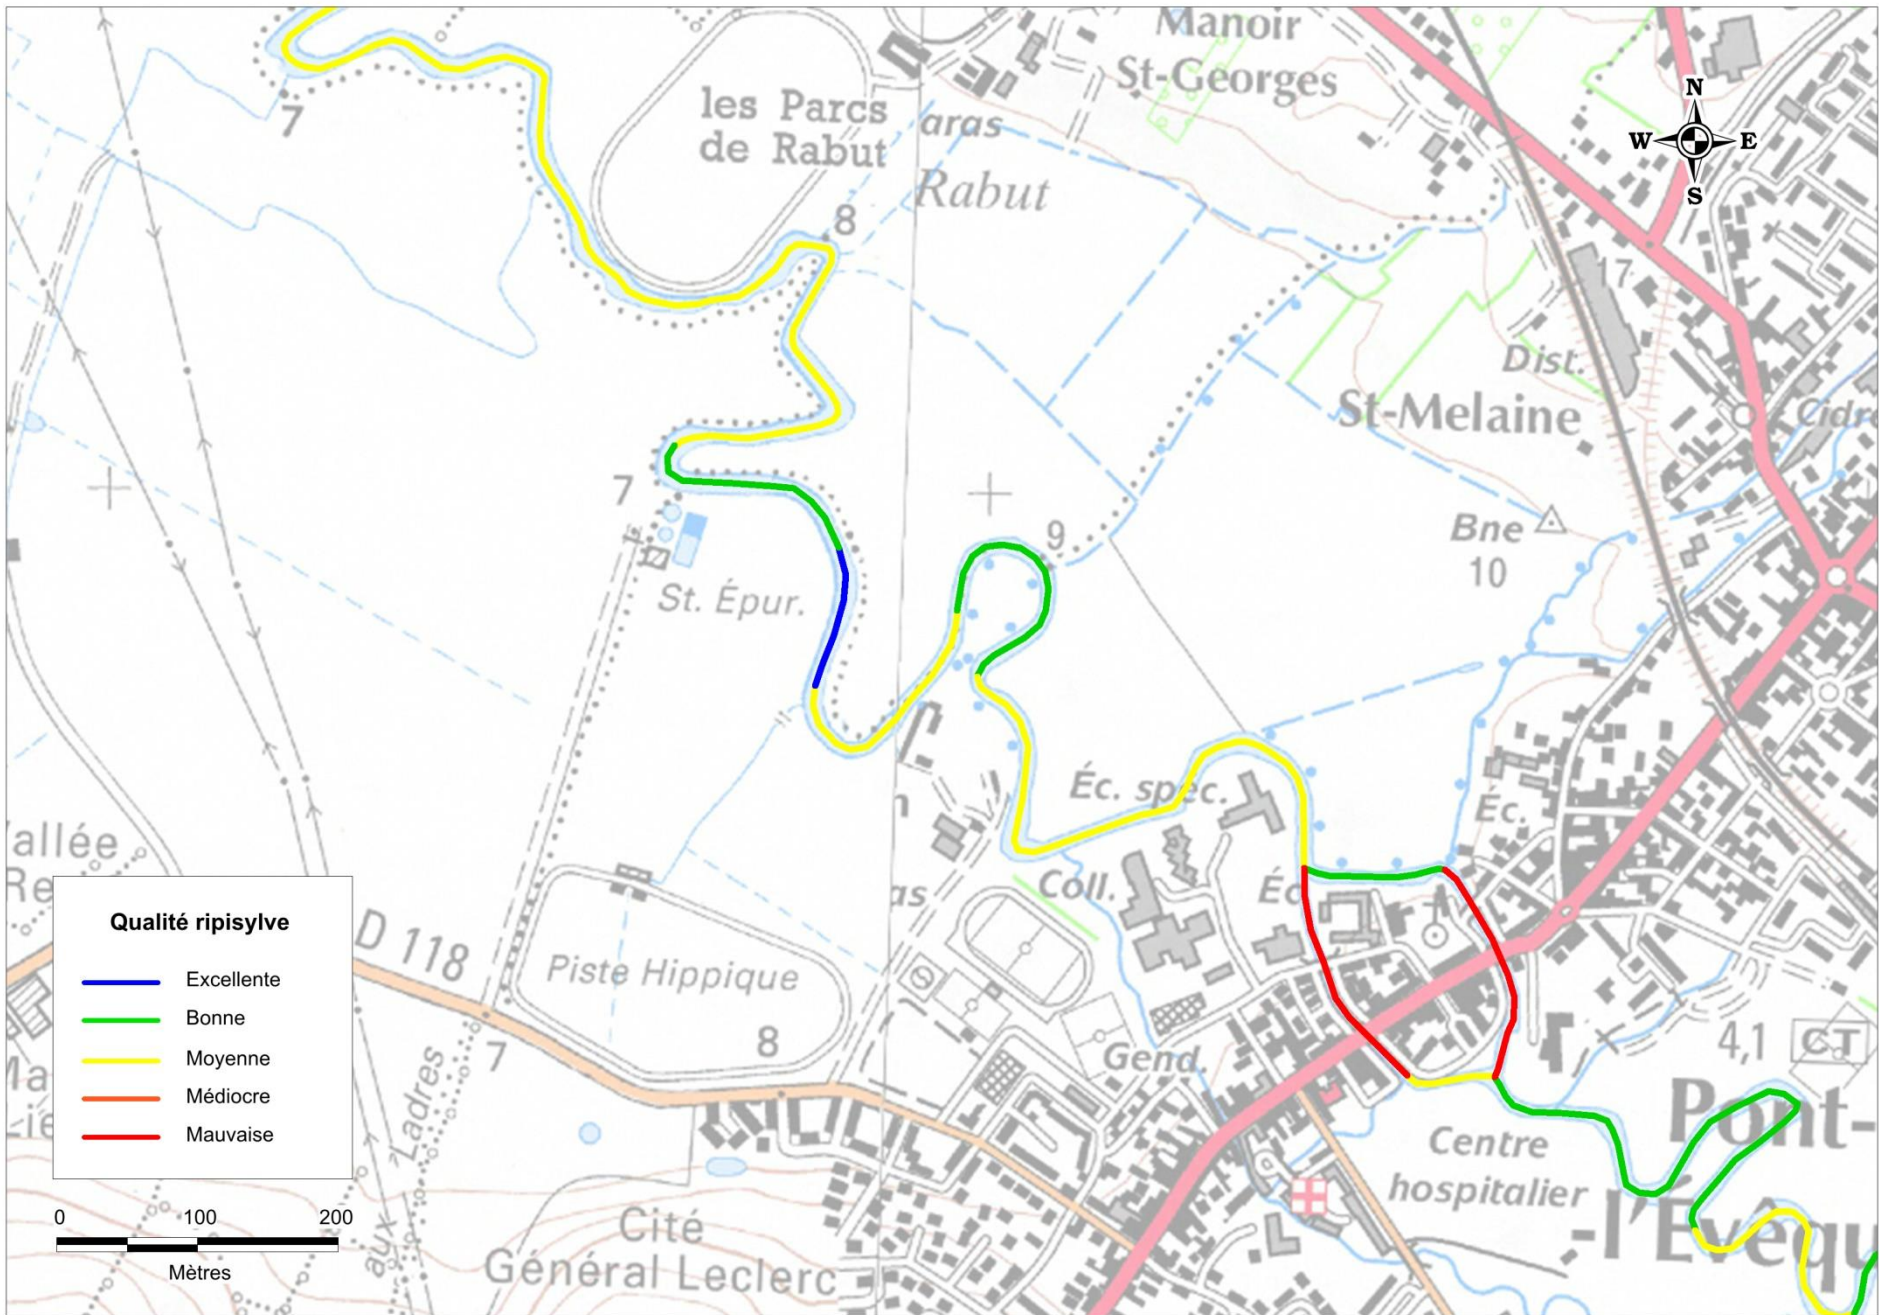 Manoir
St-Georges
N
W E
S
les Parcs
de Rabut
aras
Rabut
7
8
17
Dist.
St-Melaine
Cidre
7
9
Bne
10
St. Épur.
Éc. spéc.
Éc.
allée
Coll.
Éc
as
n
D 118
Piste Hippique
7
8
Gend.
4,1
CT
Pont-
-l'Évêqu
Centre
hospitalier
aux Ladres
Cité
Général Leclerc
Qualité ripisylve
Excellente
Bonne
Moyenne
Médiocre
Mauvaise
0 100 200
Mètres